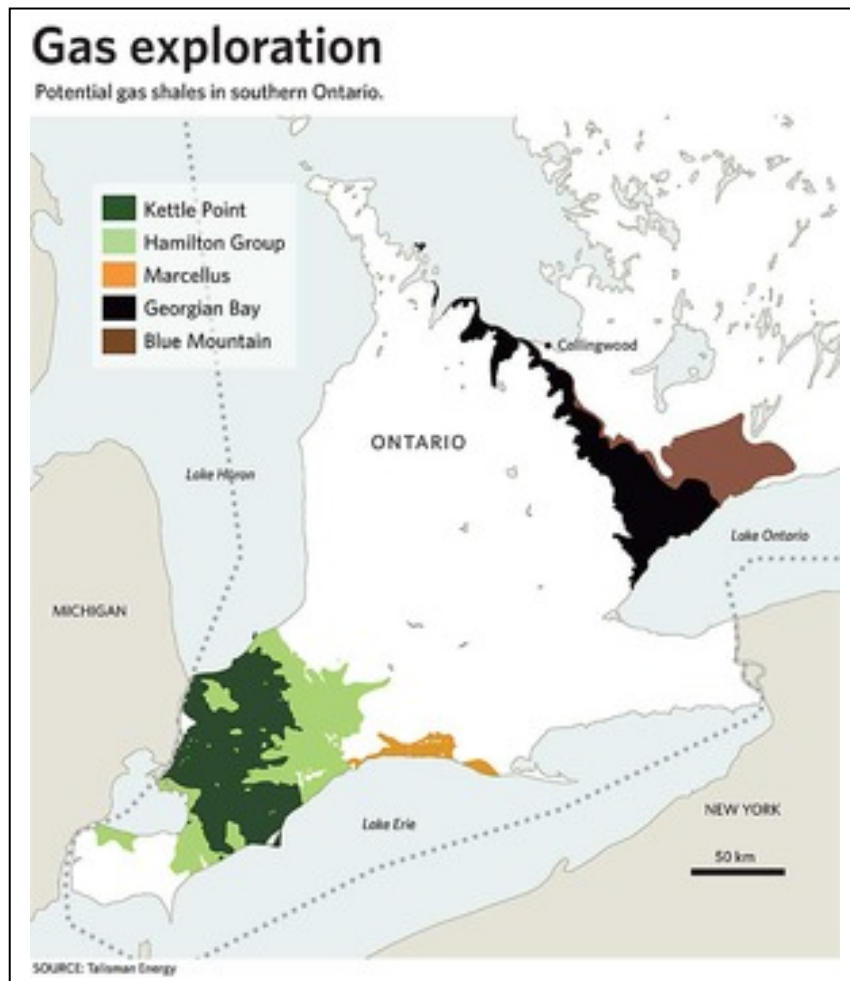 Gas exploration
Potential gas shales in southern Ontario.
Kettle Point
Hamilton Group
Marcellus
Georgian Bay
Blue Mountain
Collingwood
ONTARIO
Lake Huron
Lake Ontario
MICHIGAN
Lake Erie
NEW YORK
50 km
SOURCE: Talisman Energy